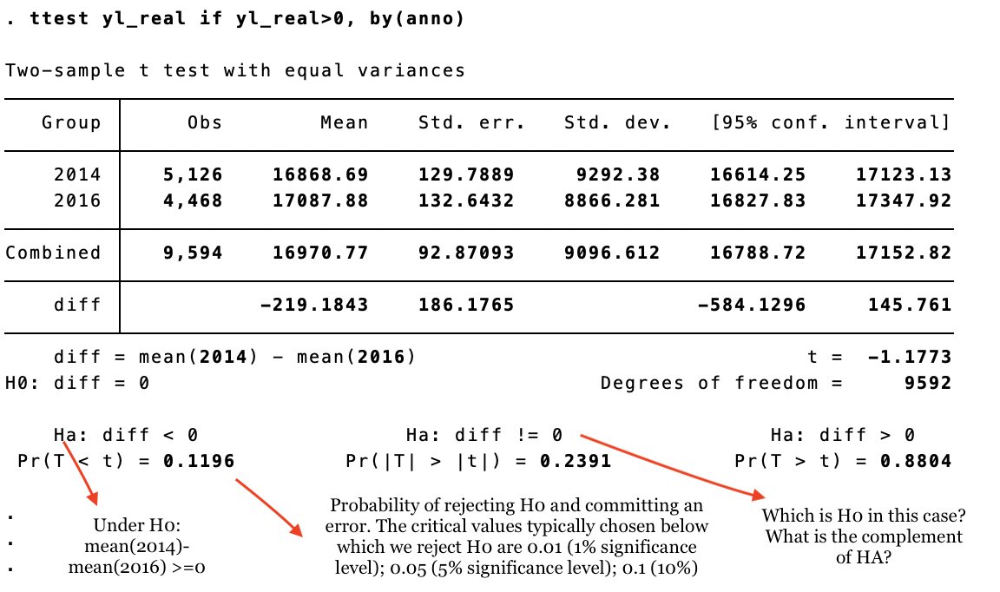 . ttest yl_real if yl_real>0, by(anno)
Two-sample t test with equal variances
Group Obs Mean Std. err. Std. dev. [95% conf. interval]
2014 5,126 16868.69 129.7889 9292.38 16614.25 17123.13
2016 4,468 17087.88 132.6432 8866.281 16827.83 17347.92
Combined 9,594 16970.77 92.87093 9096.612 16788.72 17152.82
diff -219.1843 186.1765 -584.1296 145.761
diff = mean(2014) - mean(2016) t = -1.1773
H0: diff = 0 Degrees of freedom = 9592
Ha: diff < 0 Ha: diff != 0 Ha: diff > 0
Pr(T < t) = 0.1196 Pr(|T| > |t|) = 0.2391 Pr(T > t) = 0.8804
.
.
.
Under H0:
mean(2014)-
mean(2016) >=0
Probability of rejecting H0 and committing an
error. The critical values typically chosen below
which we reject H0 are 0.01 (1% significance
level); 0.05 (5% significance level); 0.1 (10%)
Which is H0 in this case?
What is the complement
of HA?